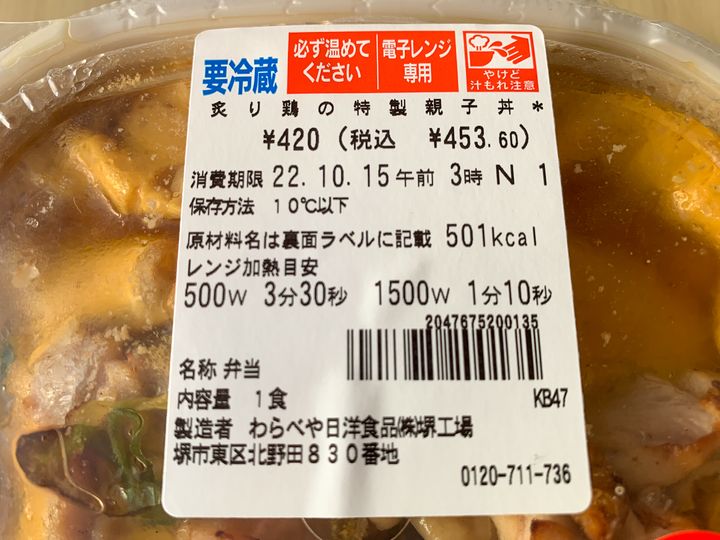 要冷蔵
必ず温めて
ください
電子レンジ
専用
やけど
汁もれ注意
炙り鶏の特製親子丼*
¥420 (税込 ¥453.60)
消費期限 22.10.15午前 3時 N 1
保存方法 10℃以下
原材料名は裏面ラベルに記載 501kcal
レンジ加熱目安
500W 3分30秒 1500W 1分10秒
2047675200135
名称 弁当
内容量 1食 KB47
製造者 わらべや日洋食品㈱堺工場
堺市東区北野田830番地
0120-711-736